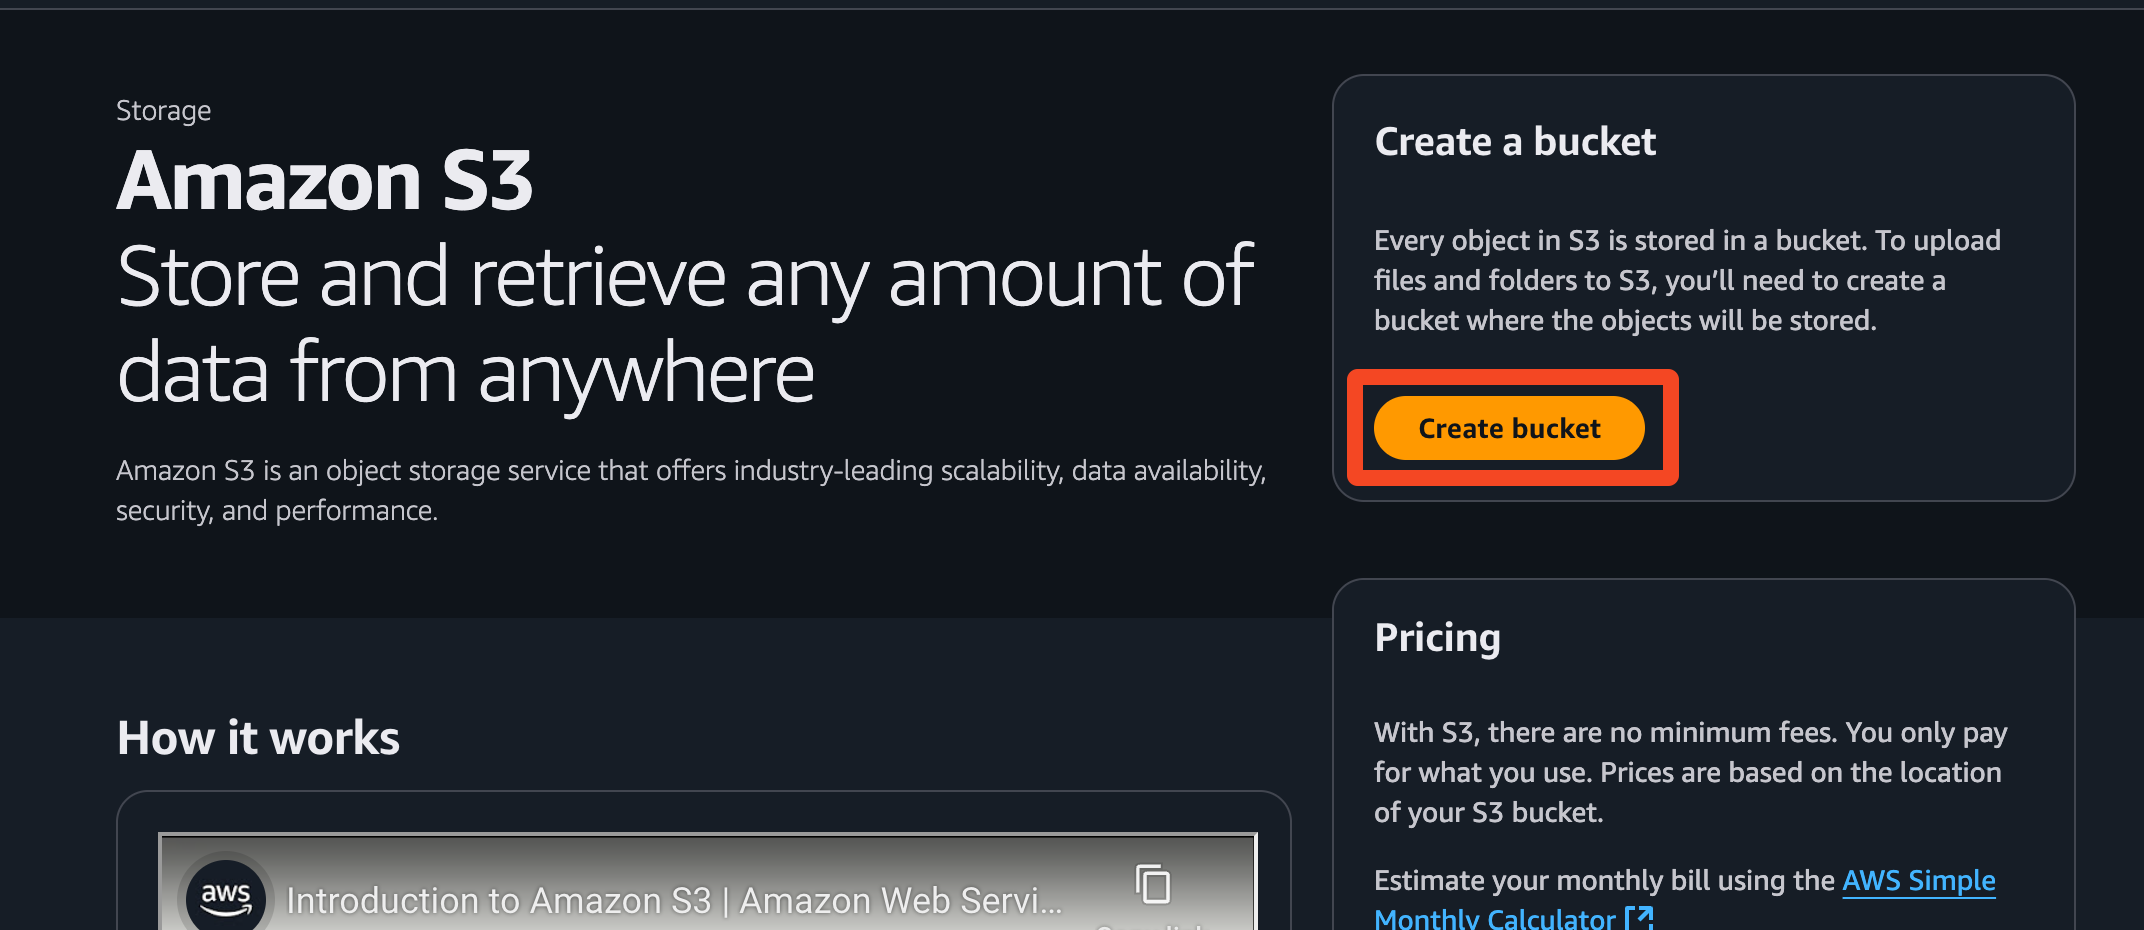 Storage
Amazon S3
Store and retrieve any amount of
data from anywhere
Amazon S3 is an object storage service that offers industry-leading scalability, data availability,
security, and performance.
Create a bucket
Every object in S3 is stored in a bucket. To upload
files and folders to S3, you’ll need to create a
bucket where the objects will be stored.
Create bucket
How it works
aws
Introduction to Amazon S3 | Amazon Web Servi...
Pricing
With S3, there are no minimum fees. You only pay
for what you use. Prices are based on the location
of your S3 bucket.
Estimate your monthly bill using the AWS Simple
Monthly Calculator